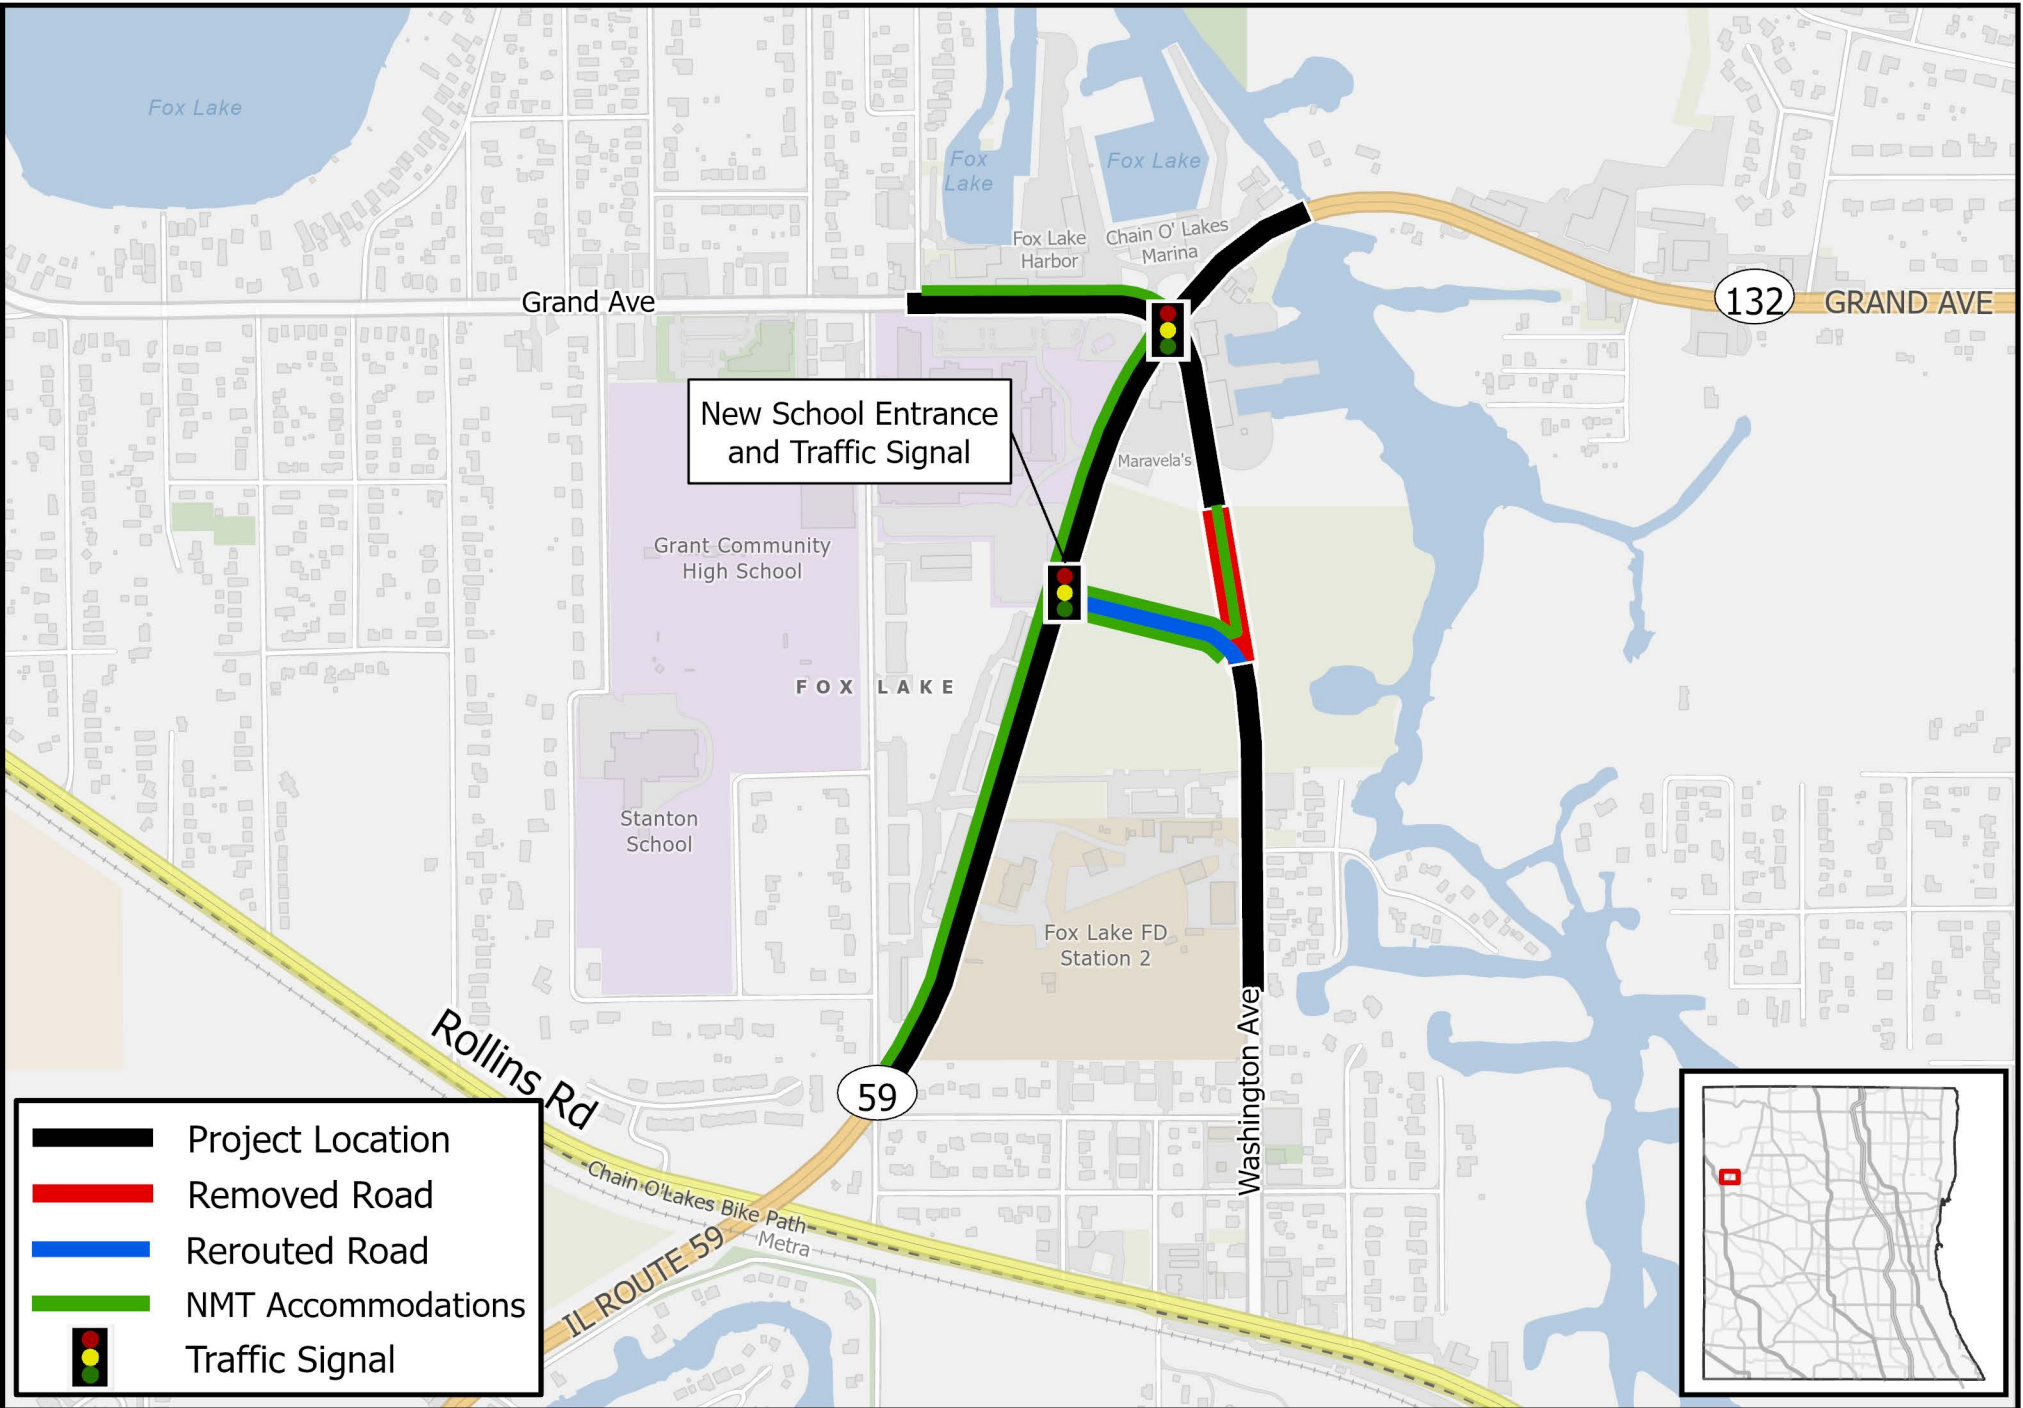 Fox Lake
Fox
Lake
Fox Lake
Fox Lake
Harbor
Chain O' Lakes
Marina
Grand Ave
132
GRAND AVE
New School Entrance
and Traffic Signal
Maravela's
Grant Community
High School
FOX LAKE
Stanton
School
Fox Lake FD
Station 2
Rollins Rd
59
Washington Ave
Chain O'Lakes Bike Path
Metra
IL ROUTE 59
Project Location
Removed Road
Rerouted Road
NMT Accommodations
Traffic Signal